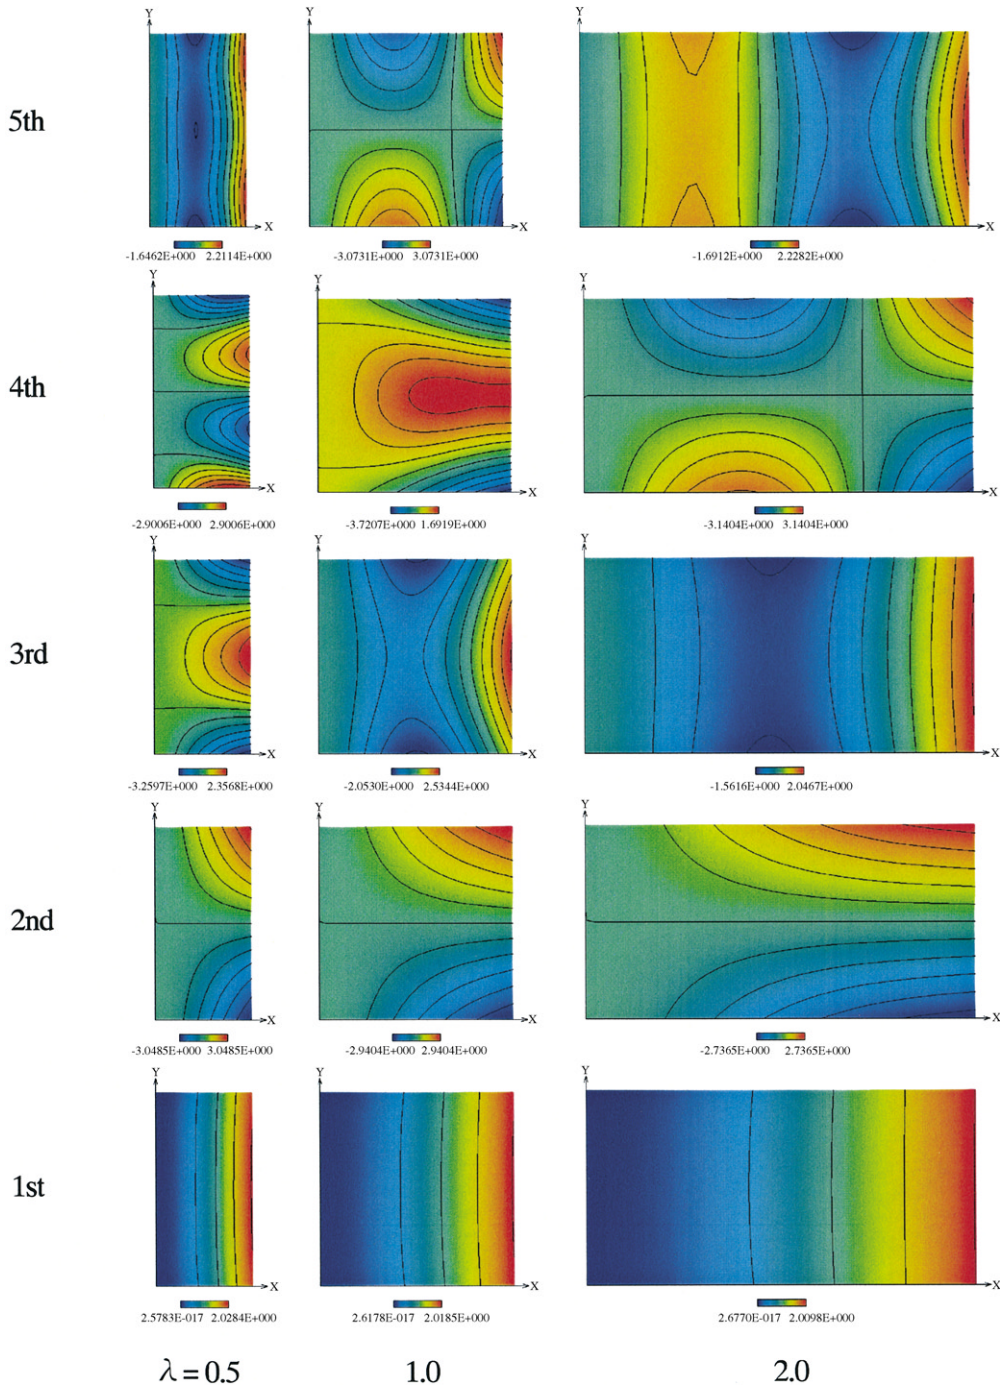 Y Y Y
5th
X X X
-1.6462E+000 2.2114E+000 -3.0731E+000 3.0731E+000 -1.6912E+000 2.2282E+000
Y Y Y
4th
X X X
-2.9006E+000 2.9006E+000 -3.7207E+000 1.6919E+000 -3.1404E+000 3.1404E+000
Y Y Y
3rd
X X X
-3.2597E+000 2.3568E+000 -2.0530E+000 2.5344E+000 -1.5616E+000 2.0467E+000
Y Y Y
2nd
X X X
-3.0485E+000 3.0485E+000 -2.9404E+000 2.9404E+000 -2.7365E+000 2.7365E+000
Y Y Y
1st
X X X
2.5783E-017 2.0284E+000 2.6178E-017 2.0185E+000 2.6770E-017 2.0098E+000
λ = 0.5 1.0 2.0